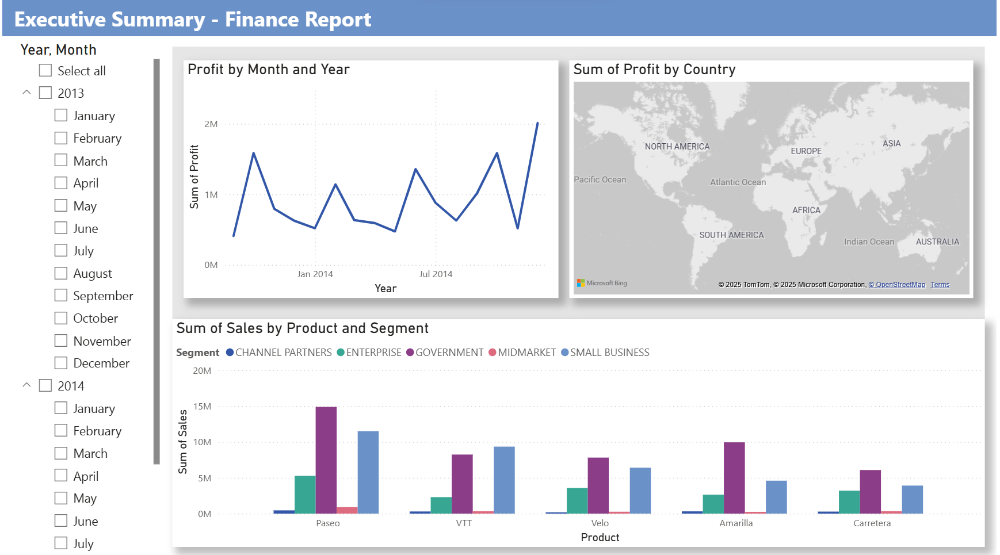 Executive Summary - Finance Report
Year, Month
Select all
2013
January
February
March
April
May
June
July
August
September
October
November
December
2014
January
February
March
April
May
June
July
Profit by Month and Year
Sum of Profit
2M
1M
0M
Jan 2014
Jul 2014
Year
Sum of Profit by Country
NORTH AMERICA
EUROPE
ASIA
Pacific Ocean
Atlantic Ocean
AFRICA
SOUTH AMERICA
Indian Ocean
AUSTRALIA
Microsoft Bing
© 2025 TomTom, © 2025 Microsoft Corporation, © OpenStreetMap Terms
Sum of Sales by Product and Segment
Segment CHANNEL PARTNERS ENTERPRISE GOVERNMENT MIDMARKET SMALL BUSINESS
Sum of Sales
20M
15M
10M
5M
0M
Paseo
VTT
Velo
Amarilla
Carretera
Product